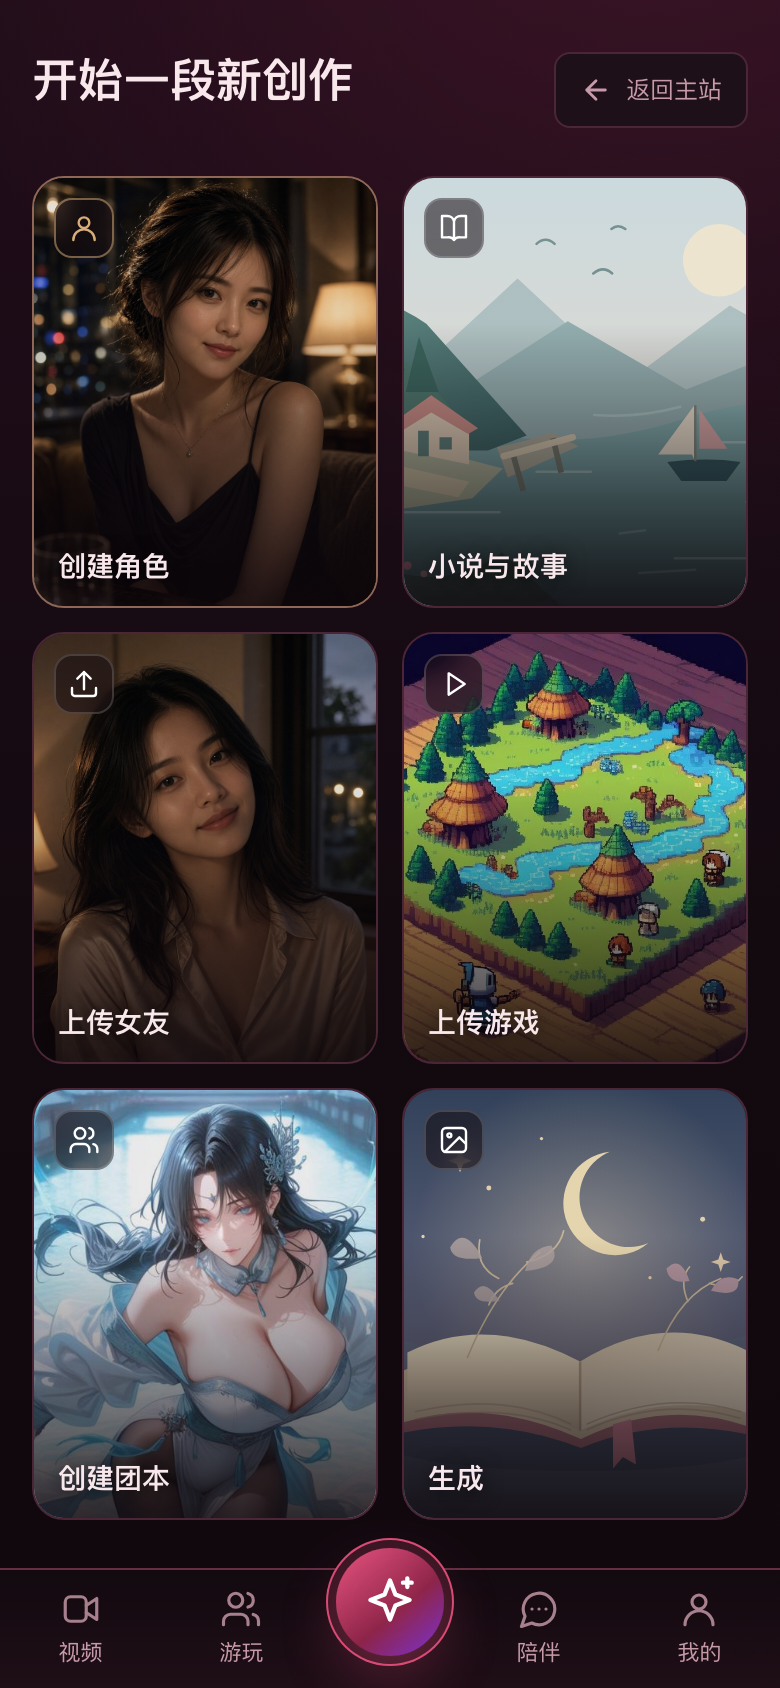 开始一段新创作
返回主站
创建角色
小说与故事
上传女友
上传游戏
创建团本
生成
视频
游玩
陪伴
我的